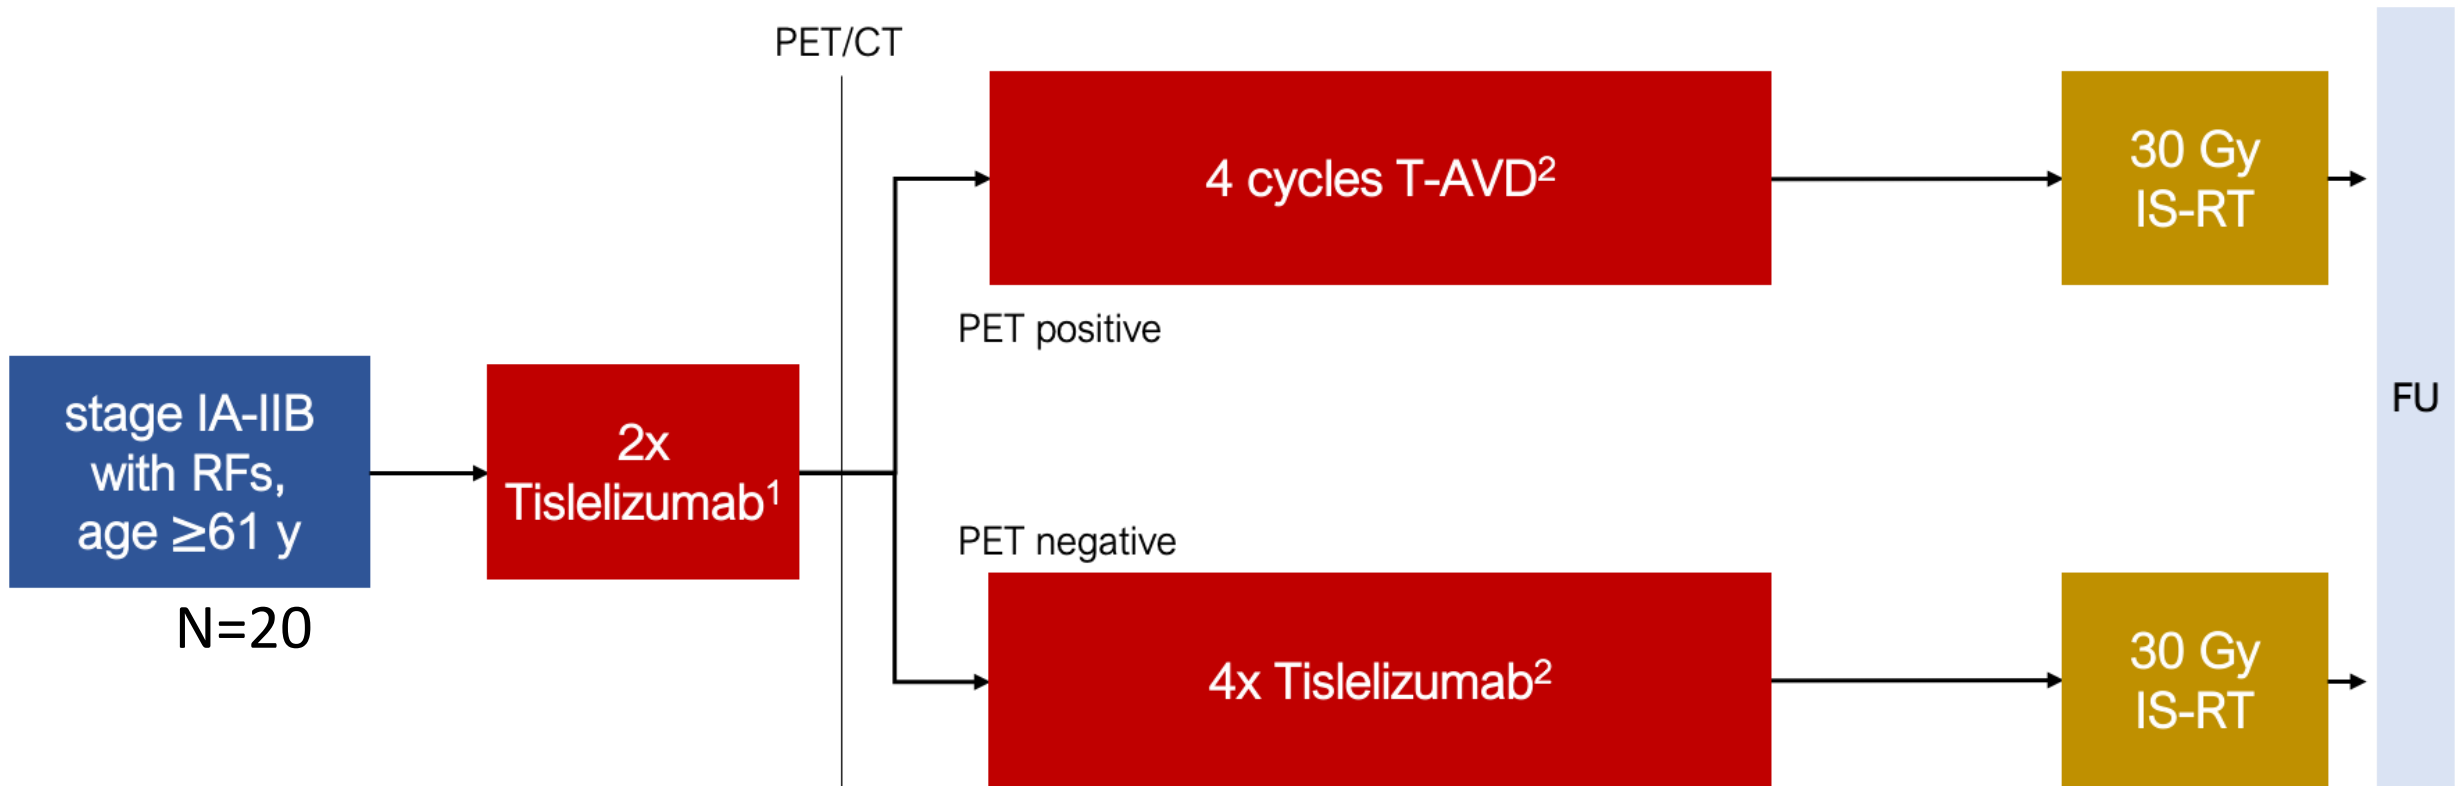 PET/CT
stage IA-IIB
with RFs,
age ≥61 y
N=20
2x
Tislelizumab¹
4 cycles T-AVD²
PET positive
30 Gy
IS-RT
PET negative
4x Tislelizumab²
30 Gy
IS-RT
FU